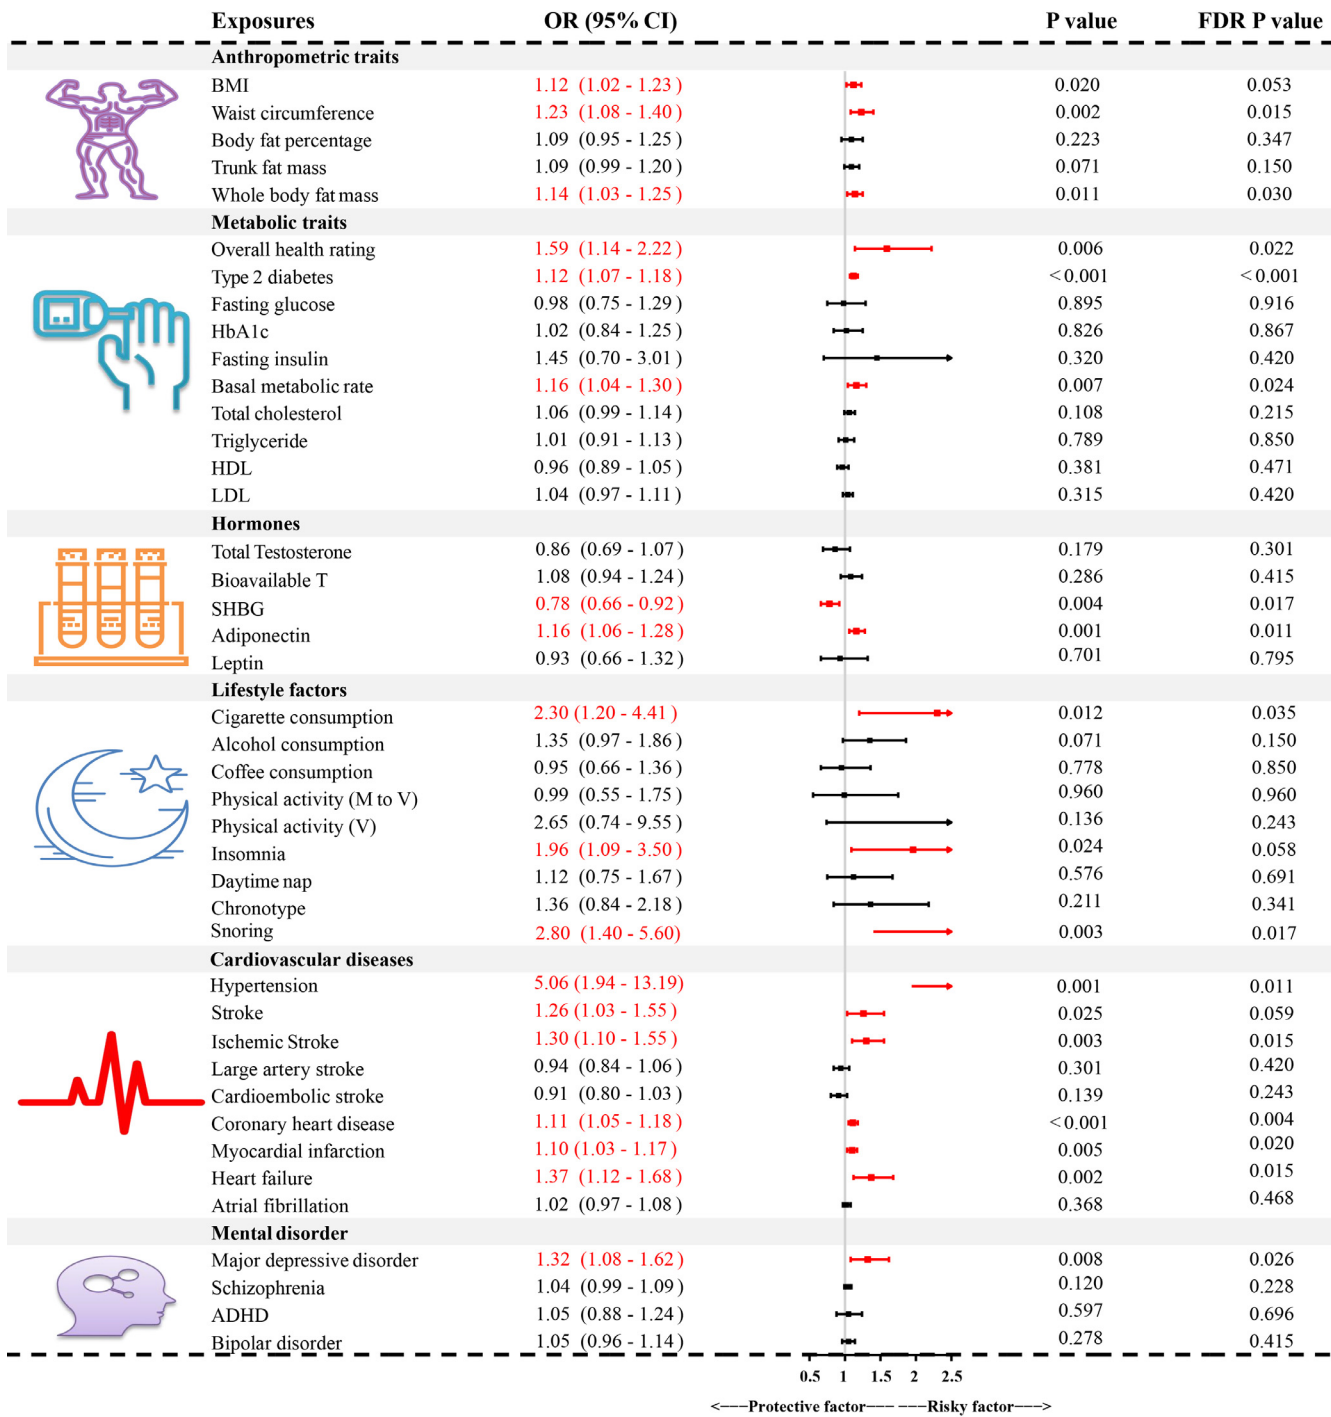 Exposures OR (95% CI) P value FDR P value
Anthropometric traits
BMI 1.12 (1.02 - 1.23 ) 0.020 0.053
Waist circumference 1.23 (1.08 - 1.40 ) 0.002 0.015
Body fat percentage 1.09 (0.95 - 1.25 ) 0.223 0.347
Trunk fat mass 1.09 (0.99 - 1.20 ) 0.071 0.150
Whole body fat mass 1.14 (1.03 - 1.25 ) 0.011 0.030
Metabolic traits
Overall health rating 1.59 (1.14 - 2.22 ) 0.006 0.022
Type 2 diabetes 1.12 (1.07 - 1.18 ) <0.001 <0.001
Fasting glucose 0.98 (0.75 - 1.29 ) 0.895 0.916
HbA1c 1.02 (0.84 - 1.25 ) 0.826 0.867
Fasting insulin 1.45 (0.70 - 3.01 ) 0.320 0.420
Basal metabolic rate 1.16 (1.04 - 1.30 ) 0.007 0.024
Total cholesterol 1.06 (0.99 - 1.14 ) 0.108 0.215
Triglyceride 1.01 (0.91 - 1.13 ) 0.789 0.850
HDL 0.96 (0.89 - 1.05 ) 0.381 0.471
LDL 1.04 (0.97 - 1.11 ) 0.315 0.420
Hormones
Total Testosterone 0.86 (0.69 - 1.07 ) 0.179 0.301
Bioavailable T 1.08 (0.94 - 1.24 ) 0.286 0.415
SHBG 0.78 (0.66 - 0.92 ) 0.004 0.017
Adiponectin 1.16 (1.06 - 1.28 ) 0.001 0.011
Leptin 0.93 (0.66 - 1.32 ) 0.701 0.795
Lifestyle factors
Cigarette consumption 2.30 (1.20 - 4.41 ) 0.012 0.035
Alcohol consumption 1.35 (0.97 - 1.86 ) 0.071 0.150
Coffee consumption 0.95 (0.66 - 1.36 ) 0.778 0.850
Physical activity (M to V) 0.99 (0.55 - 1.75 ) 0.960 0.960
Physical activity (V) 2.65 (0.74 - 9.55 ) 0.136 0.243
Insomnia 1.96 (1.09 - 3.50 ) 0.024 0.058
Daytime nap 1.12 (0.75 - 1.67 ) 0.576 0.691
Chronotype 1.36 (0.84 - 2.18 ) 0.211 0.341
Snoring 2.80 (1.40 - 5.60) 0.003 0.017
Cardiovascular diseases
Hypertension 5.06 (1.94 - 13.19) 0.001 0.011
Stroke 1.26 (1.03 - 1.55 ) 0.025 0.059
Ischemic Stroke 1.30 (1.10 - 1.55 ) 0.003 0.015
Large artery stroke 0.94 (0.84 - 1.06 ) 0.301 0.420
Cardioembolic stroke 0.91 (0.80 - 1.03 ) 0.139 0.243
Coronary heart disease 1.11 (1.05 - 1.18 ) <0.001 0.004
Myocardial infarction 1.10 (1.03 - 1.17 ) 0.005 0.020
Heart failure 1.37 (1.12 - 1.68 ) 0.002 0.015
Atrial fibrillation 1.02 (0.97 - 1.08 ) 0.368 0.468
Mental disorder
Major depressive disorder 1.32 (1.08 - 1.62 ) 0.008 0.026
Schizophrenia 1.04 (0.99 - 1.09 ) 0.120 0.228
ADHD 1.05 (0.88 - 1.24 ) 0.597 0.696
Bipolar disorder 1.05 (0.96 - 1.14 ) 0.278 0.415
0.5 1 1.5 2 2.5
<---Protective factor--- ---Risky factor--->